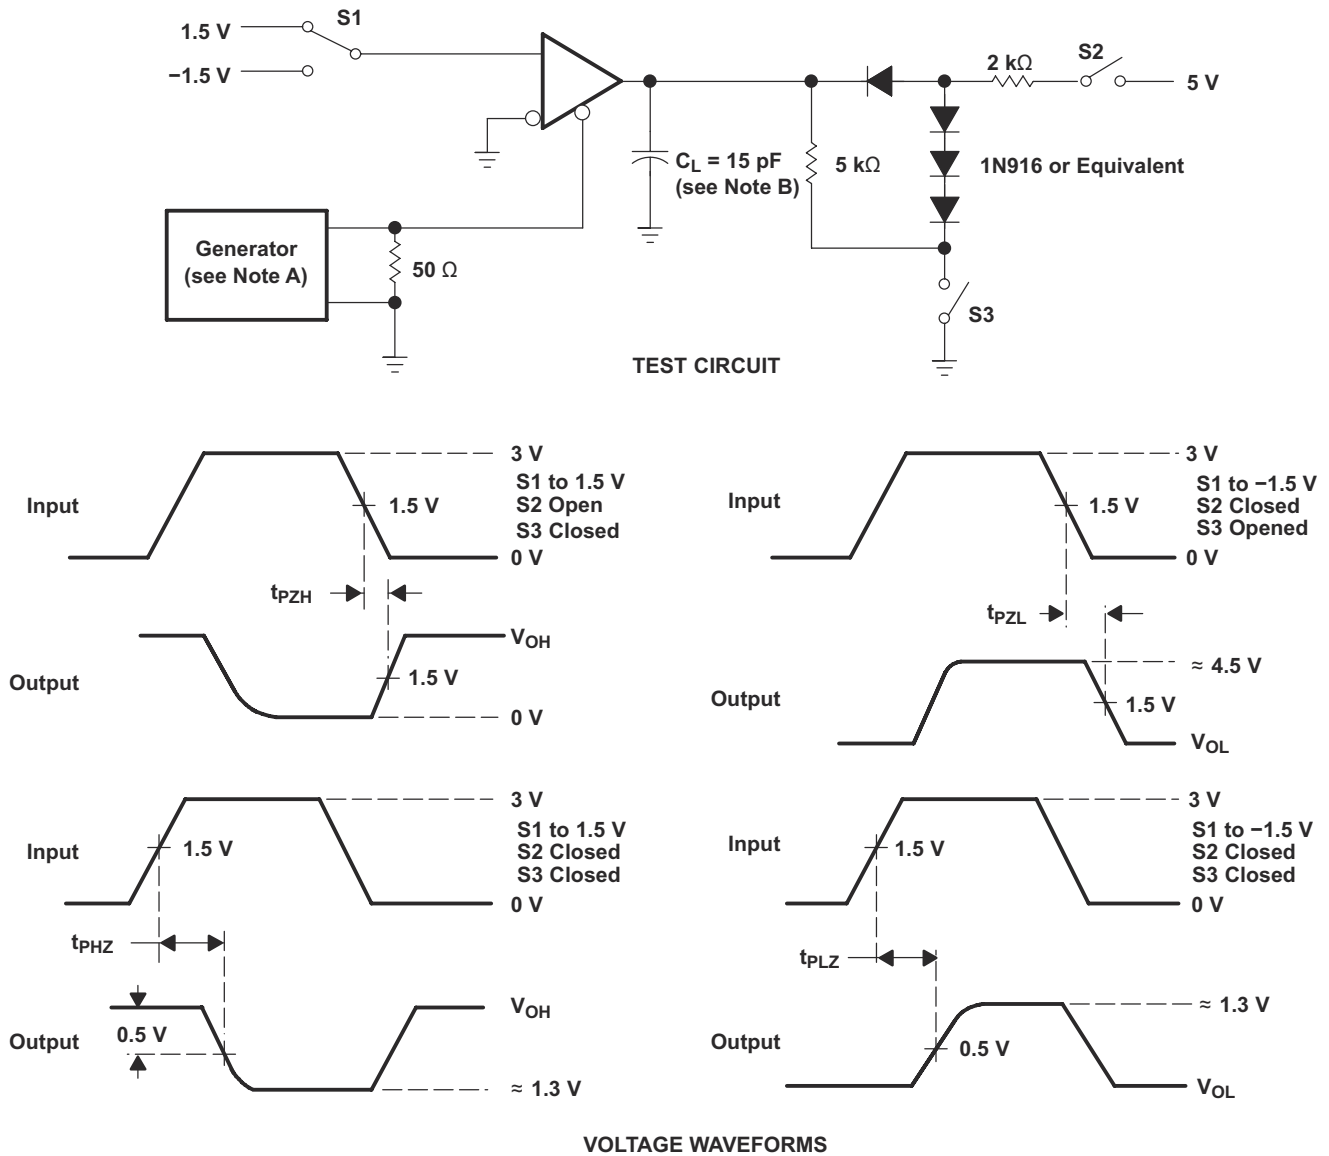 S1
1.5 V
−1.5 V
2 kΩ
S2
5 V
C_L = 15 pF
(see Note B)
5 kΩ
1N916 or Equivalent
Generator
(see Note A)
50 Ω
S3
TEST CIRCUIT
Input
3 V
S1 to 1.5 V
S2 Open
S3 Closed
1.5 V
0 V
tPZH
Output
VOH
1.5 V
0 V
Input
3 V
S1 to −1.5 V
S2 Closed
S3 Opened
1.5 V
0 V
tPZL
Output
≈ 4.5 V
1.5 V
VOL
Input
3 V
S1 to 1.5 V
S2 Closed
S3 Closed
1.5 V
0 V
tPHZ
Output
VOH
0.5 V
≈ 1.3 V
Input
3 V
S1 to −1.5 V
S2 Closed
S3 Closed
1.5 V
0 V
tPLZ
Output
≈ 1.3 V
0.5 V
VOL
VOLTAGE WAVEFORMS